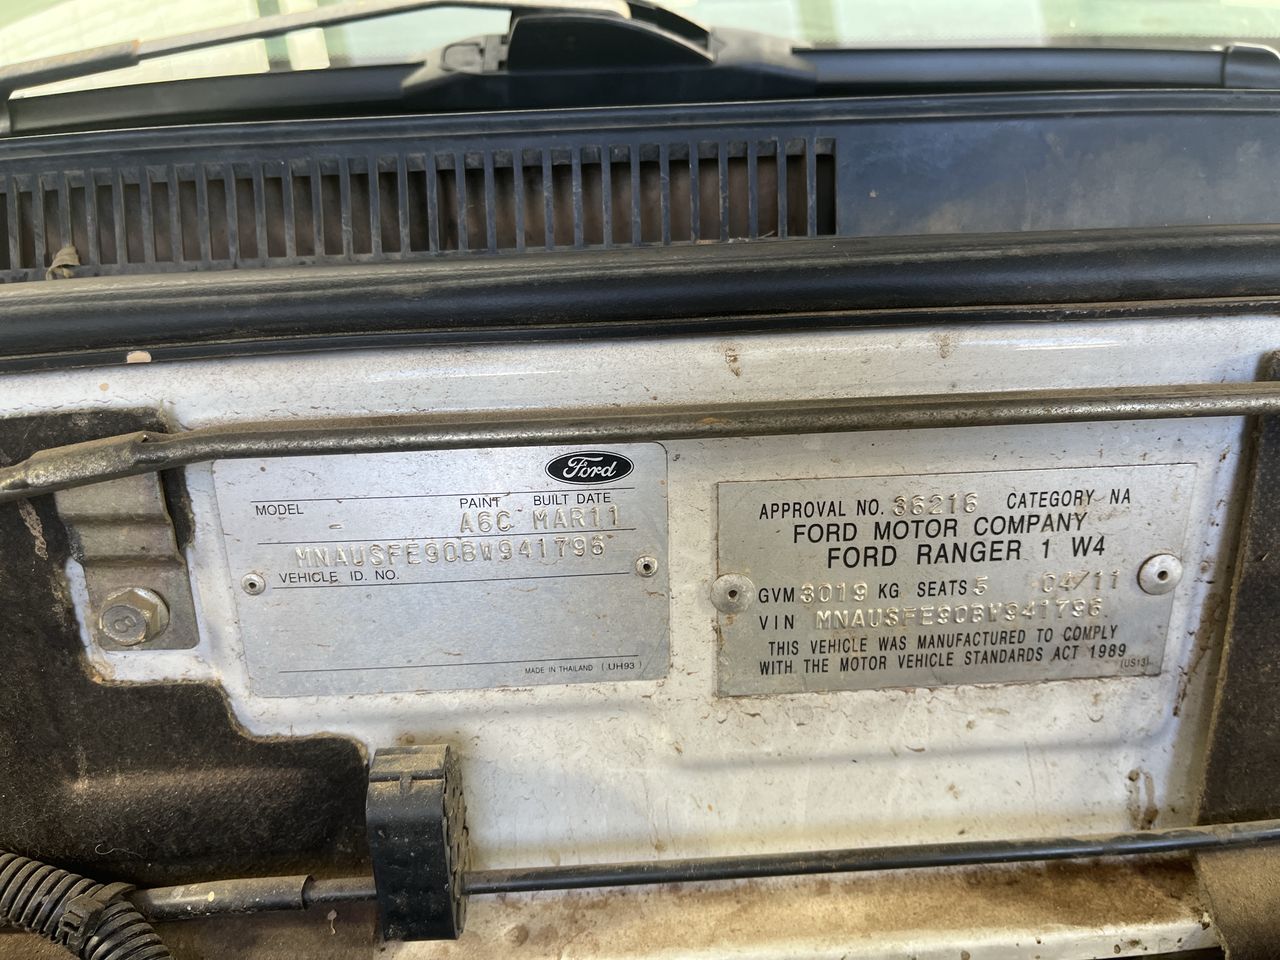 Ford
MODEL PAINT BUILT DATE
A6C MAR11
MNAUSFE90BW941796
VEHICLE ID. NO.
MADE IN THAILAND (.UH93)
APPROVAL NO. 36216 CATEGORY NA
FORD MOTOR COMPANY
FORD RANGER 1 W4
GVM 3019 KG SEATS 5 04/11
VIN MNAUSFE90BW941796
THIS VEHICLE WAS MANUFACTURED TO COMPLY
WITH THE MOTOR VEHICLE STANDARDS ACT 1989
(US13)
8